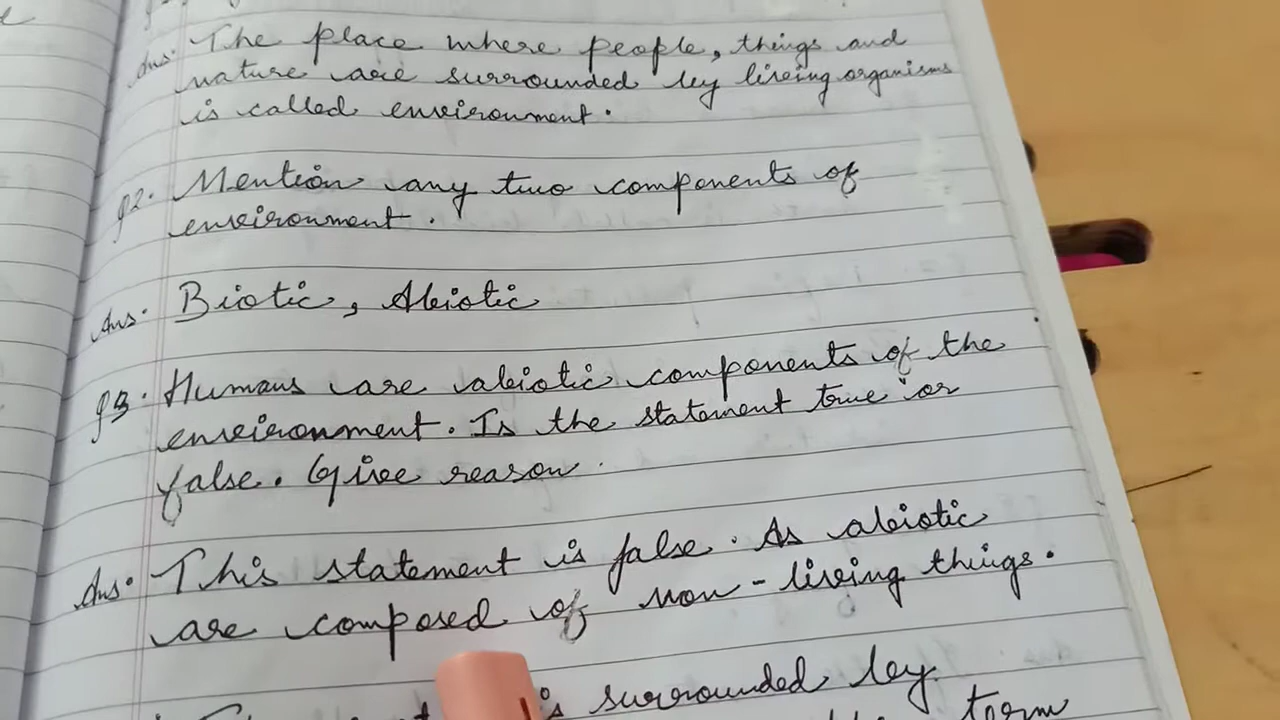 Ans. The place where people, things and
nature are surrounded by living organisms
is called environment.
Q2. Mention any two components of
environment.
Ans. Biotic, Abiotic
Q3. Humans are abiotic components of the
environment. Is the statement true or
false. Give reason.
Ans. This statement is false. As abiotic
are composed of non-living things.
is surrounded by
term